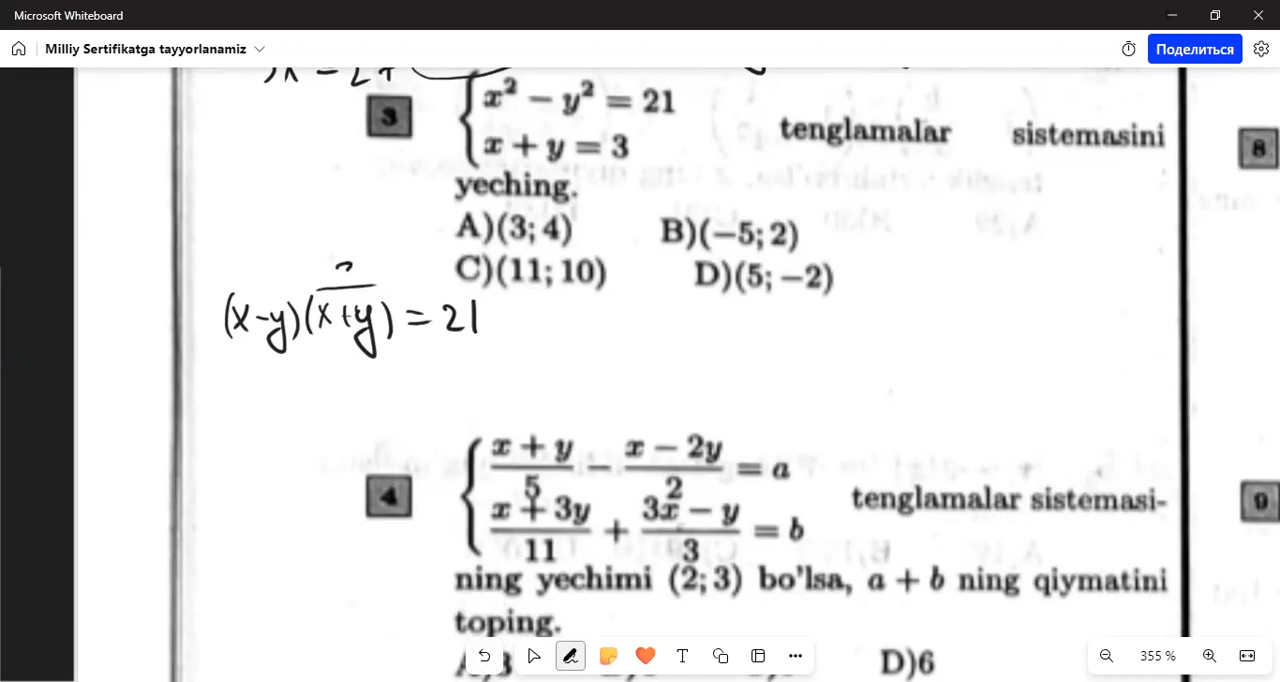 Microsoft Whiteboard
Milliy Sertifikatga tayyorlanamiz
Поделиться
3
x² − y² = 21
x + y = 3
tenglamalar sistemasini
yeching.
A)(3; 4) B)(−5; 2)
C)(11; 10) D)(5; −2)
(x-y)(x+y) = 21
4
(x + y)/5 − (x − 2y)/2 = a
(x + 3y)/11 + (3x − y)/3 = b
tenglamalar sistemasi-
ning yechimi (2; 3) bo'lsa, a + b ning qiymatini
toping.
D)6
8
9
355 %